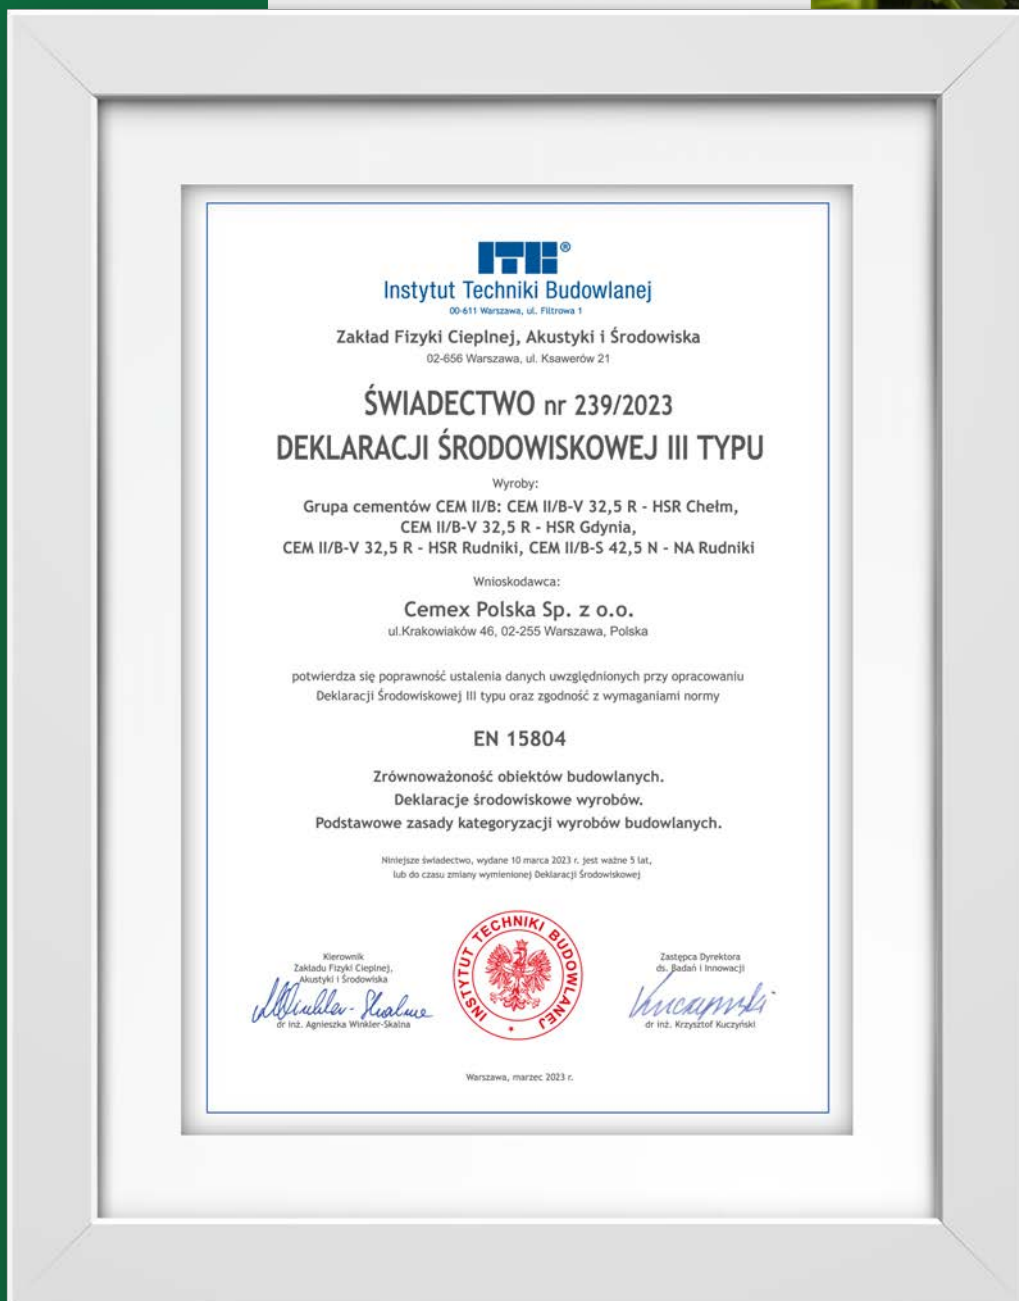 ITB®
Instytut Techniki Budowlanej
00-611 Warszawa, ul. Filtrowa 1
Zakład Fizyki Cieplnej, Akustyki i Środowiska
02-656 Warszawa, ul. Ksawerów 21
ŚWIADECTWO nr 239/2023
DEKLARACJI ŚRODOWISKOWEJ III TYPU
Wyroby:
Grupa cementów CEM II/B: CEM II/B-V 32,5 R - HSR Chełm,
CEM II/B-V 32,5 R - HSR Gdynia,
CEM II/B-V 32,5 R - HSR Rudniki, CEM II/B-S 42,5 N - NA Rudniki
Wnioskodawca:
Cemex Polska Sp. z o.o.
ul.Krakowiaków 46, 02-255 Warszawa, Polska
potwierdza się poprawność ustalenia danych uwzględnionych przy opracowaniu
Deklaracji Środowiskowej III typu oraz zgodność z wymaganiami normy
EN 15804
Zrównoważoność obiektów budowlanych.
Deklaracje środowiskowe wyrobów.
Podstawowe zasady kategoryzacji wyrobów budowlanych.
Niniejsze świadectwo, wydane 10 marca 2023 r. jest ważne 5 lat,
lub do czasu zmiany wymienionej Deklaracji Środowiskowej
Kierownik
Zakładu Fizyki Cieplnej,
Akustyki i Środowiska
Winkler-Skalna
dr inż. Agnieszka Winkler-Skalna
INSTYTUT TECHNIKI BUDOWLANEJ
Zastępca Dyrektora
ds. Badań i Innowacji
Kuczyński
dr inż. Krzysztof Kuczyński
Warszawa, marzec 2023 r.